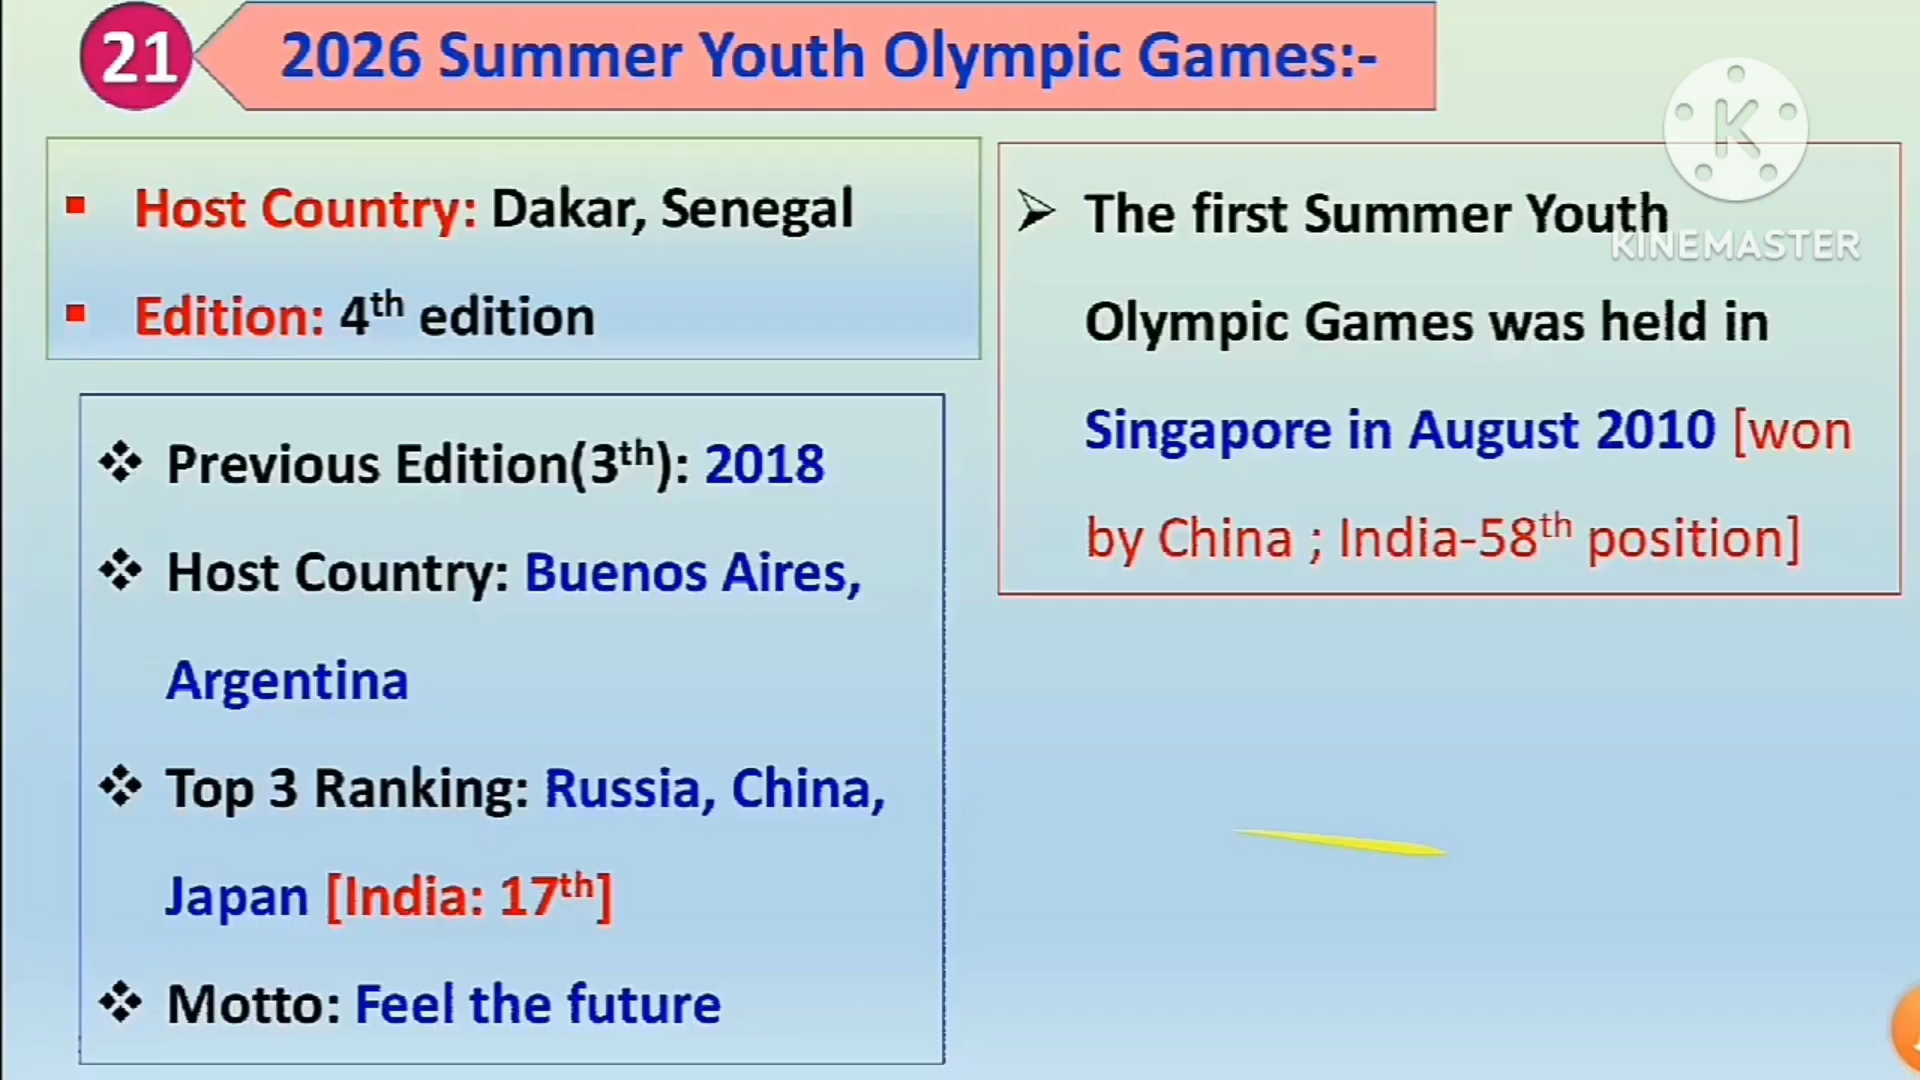 21
2026 Summer Youth Olympic Games:-
Host Country: Dakar, Senegal
Edition: 4th edition
Previous Edition(3th): 2018
Host Country: Buenos Aires,
Argentina
Top 3 Ranking: Russia, China,
Japan [India: 17th]
Motto: Feel the future
The first Summer Youth
Olympic Games was held in
Singapore in August 2010 [won
by China ; India-58th position]
K
KINEMASTER